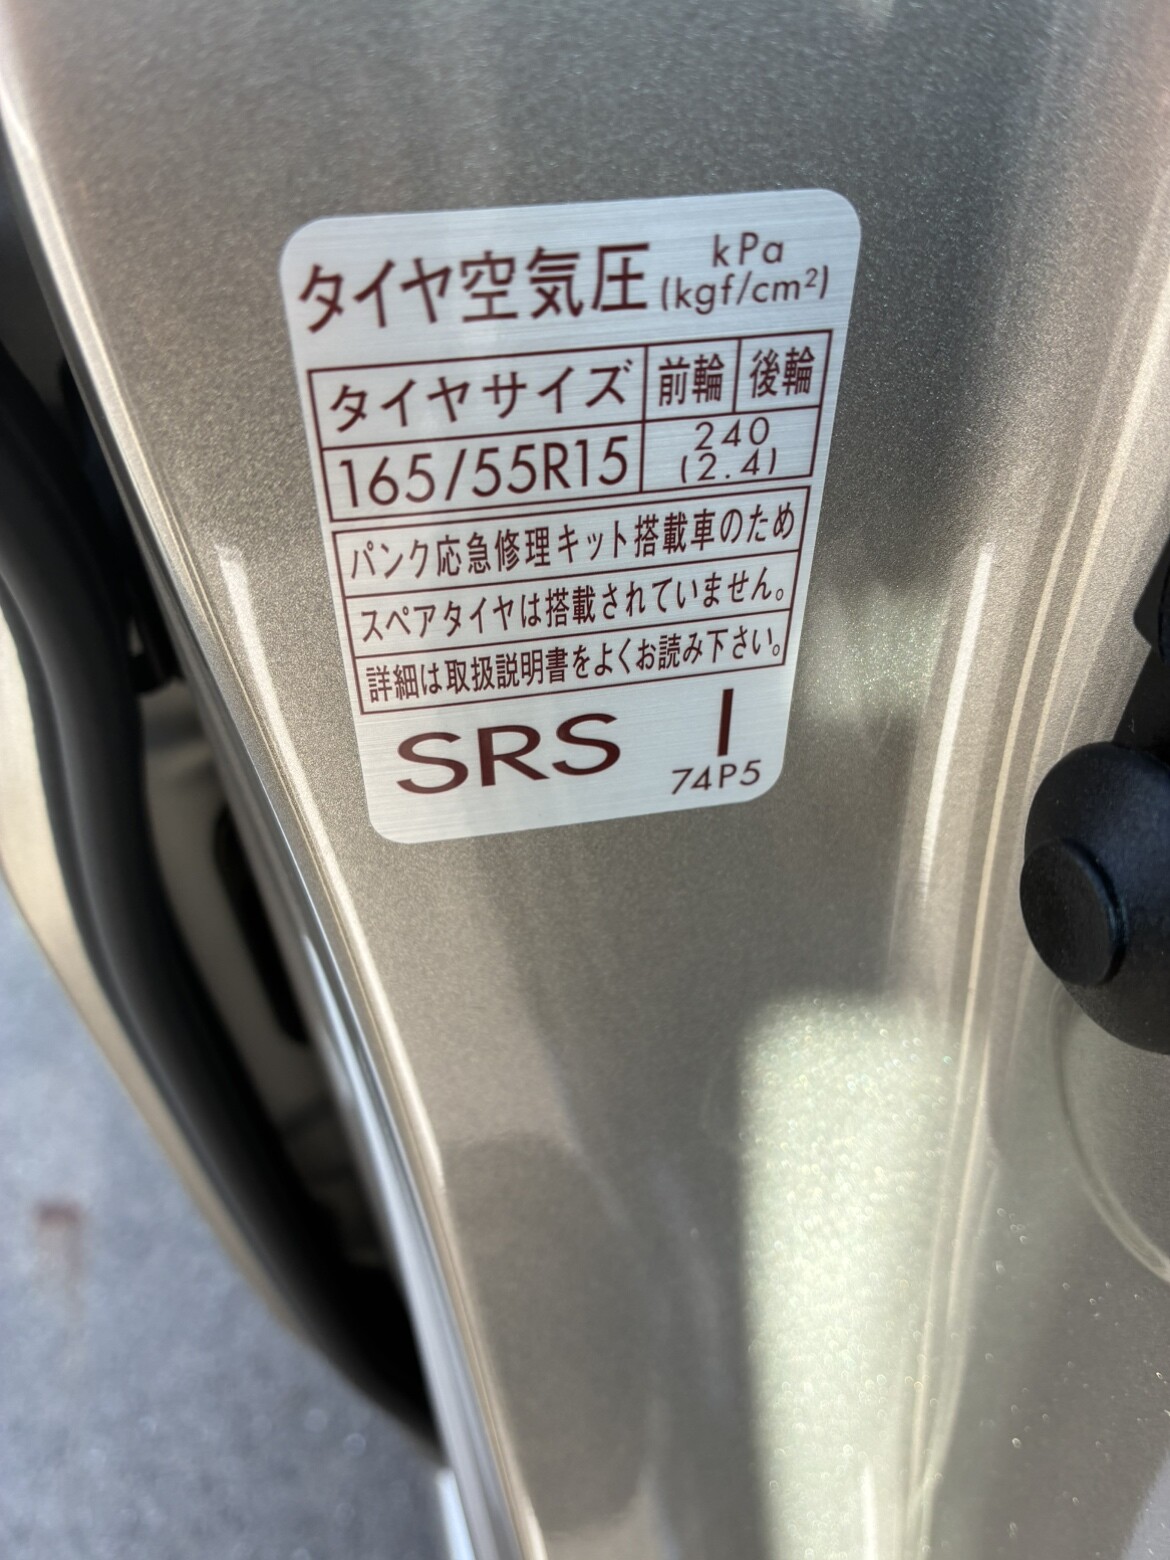 タイヤ空気圧 kPa (kgf/cm²)
タイヤサイズ 前輪 後輪
165/55R15 240 (2.4)
パンク応急修理キット搭載車のため
スペアタイヤは搭載されていません。
詳細は取扱説明書をよくお読み下さい。
SRS I
74P5